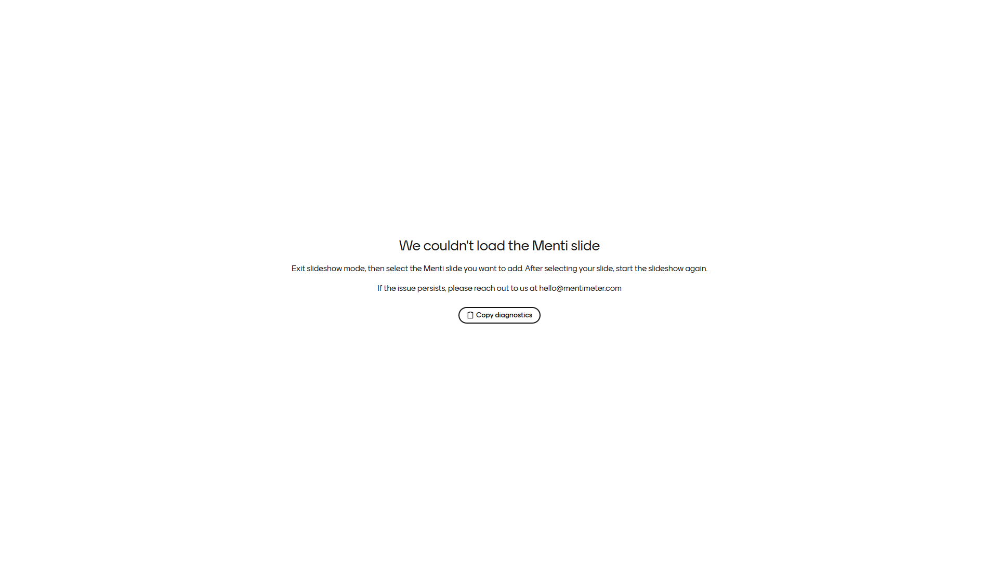 We couldn't load the Menti slide
Exit slideshow mode, then select the Menti slide you want to add. After selecting your slide, start the slideshow again.
If the issue persists, please reach out to us at hello@mentimeter.com
Copy diagnostics